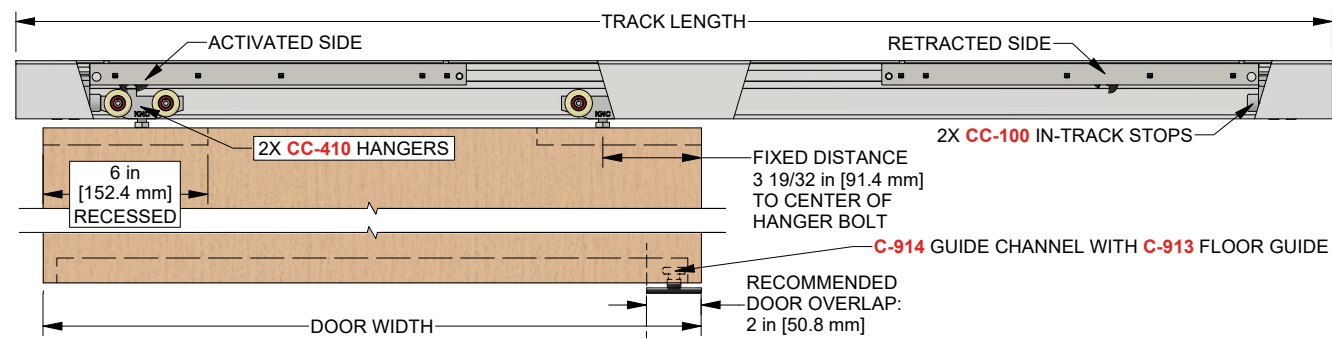 TRACK LENGTH
ACTIVATED SIDE
RETRACTED SIDE
KNC
KNC
2X CC-410 HANGERS
2X CC-100 IN-TRACK STOPS
6 in
[152.4 mm]
RECESSED
FIXED DISTANCE
3 19/32 in [91.4 mm]
TO CENTER OF
HANGER BOLT
C-914 GUIDE CHANNEL WITH C-913 FLOOR GUIDE
RECOMMENDED
DOOR OVERLAP:
2 in [50.8 mm]
DOOR WIDTH